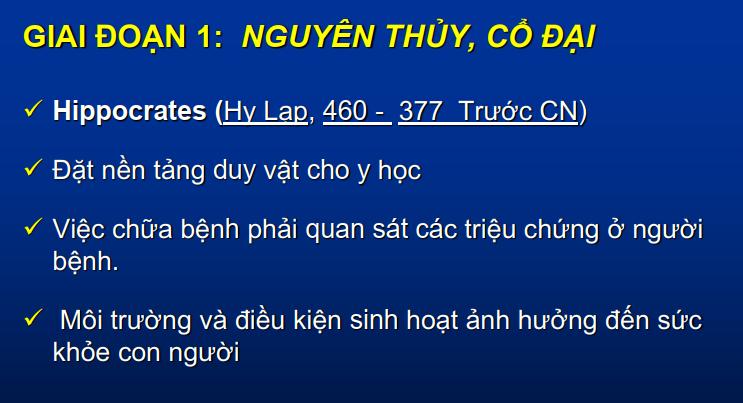 GIAI ĐOẠN 1: NGUYÊN THỦY, CỔ ĐẠI
✓ Hippocrates (Hy Lạp, 460 - 377 Trước CN)
✓ Đặt nền tảng duy vật cho y học
✓ Việc chữa bệnh phải quan sát các triệu chứng ở người
bệnh.
✓ Môi trường và điều kiện sinh hoạt ảnh hưởng đến sức
khỏe con người